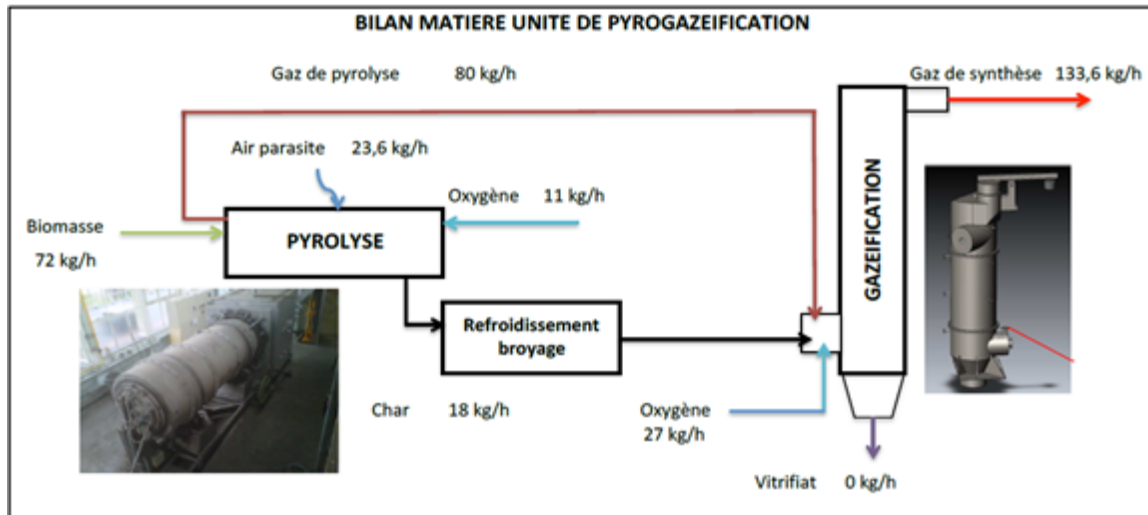 BILAN MATIERE UNITE DE PYROGAZEIFICATION
Gaz de pyrolyse 80 kg/h
Gaz de synthèse 133,6 kg/h
Air parasite 23,6 kg/h
Oxygène 11 kg/h
Biomasse
72 kg/h
PYROLYSE
GAZEIFICATION
Refroidissement
broyage
Char 18 kg/h
Oxygène
27 kg/h
Vitrifiat 0 kg/h